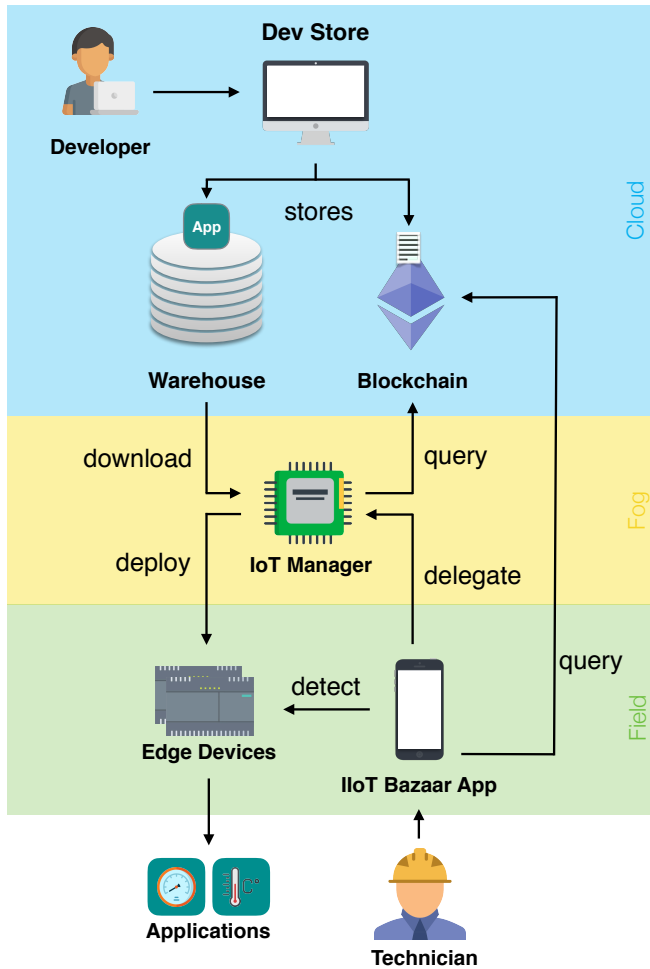 Dev Store
Developer
stores
App
Cloud
Warehouse
Blockchain
download
query
Fog
deploy
IoT Manager
delegate
query
detect
Field
Edge Devices
IIoT Bazaar App
C°
Applications
Technician